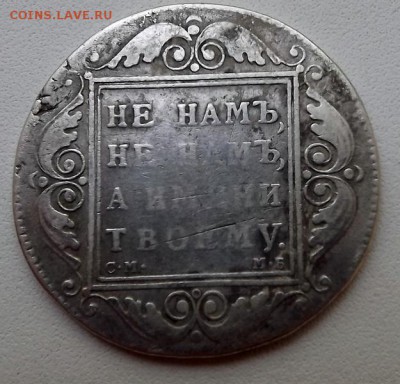 COINS.LAVE.RU
НЕ НАМЪ,
НЕ НАМЪ,
А ИМЯНИ
ТВОЕМУ.
С·М· М·Б